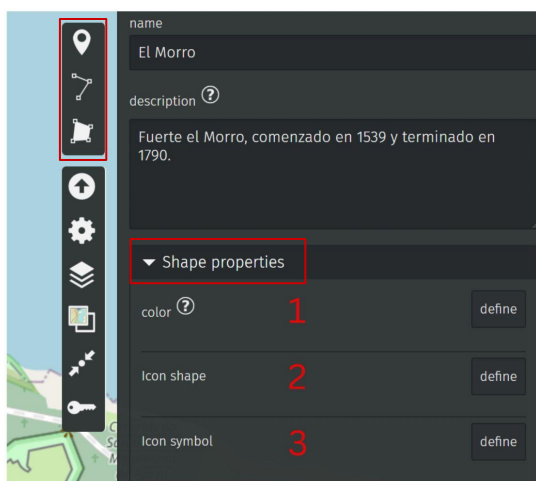 name
El Morro
description ?
Fuerte el Morro, comenzado en 1539 y terminado en
1790.
Shape properties
color ? 1 define
Icon shape 2 define
Icon symbol 3 define